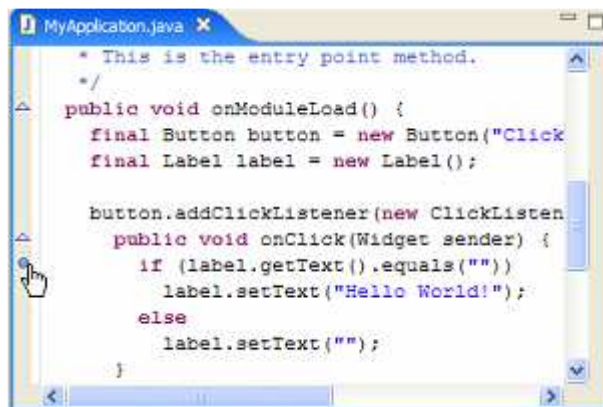 MyApplication.java
* This is the entry point method.
*/
public void onModuleLoad() {
final Button button = new Button("Click
final Label label = new Label();
button.addClickListener(new ClickListen
public void onClick(Widget sender) {
if (label.getText().equals(""))
label.setText("Hello World!");
else
label.setText("");
}